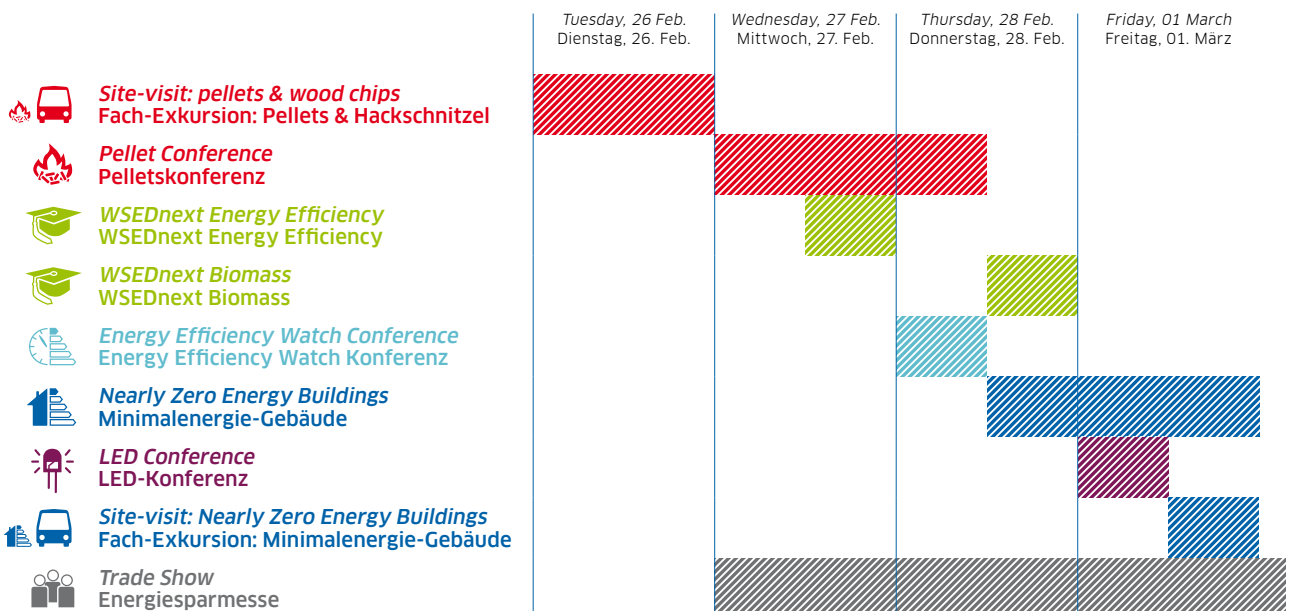 Tuesday, 26 Feb.
Dienstag, 26. Feb.
Wednesday, 27 Feb.
Mittwoch, 27. Feb.
Thursday, 28 Feb.
Donnerstag, 28. Feb.
Friday, 01 March
Freitag, 01. März
Site-visit: pellets & wood chips
Fach-Exkursion: Pellets & Hackschnitzel
Pellet Conference
Pelletskonferenz
WSEDnext Energy Efficiency
WSEDnext Energy Efficiency
WSEDnext Biomass
WSEDnext Biomass
Energy Efficiency Watch Conference
Energy Efficiency Watch Konferenz
Nearly Zero Energy Buildings
Minimalenergie-Gebäude
LED Conference
LED-Konferenz
Site-visit: Nearly Zero Energy Buildings
Fach-Exkursion: Minimalenergie-Gebäude
Trade Show
Energiesparmesse